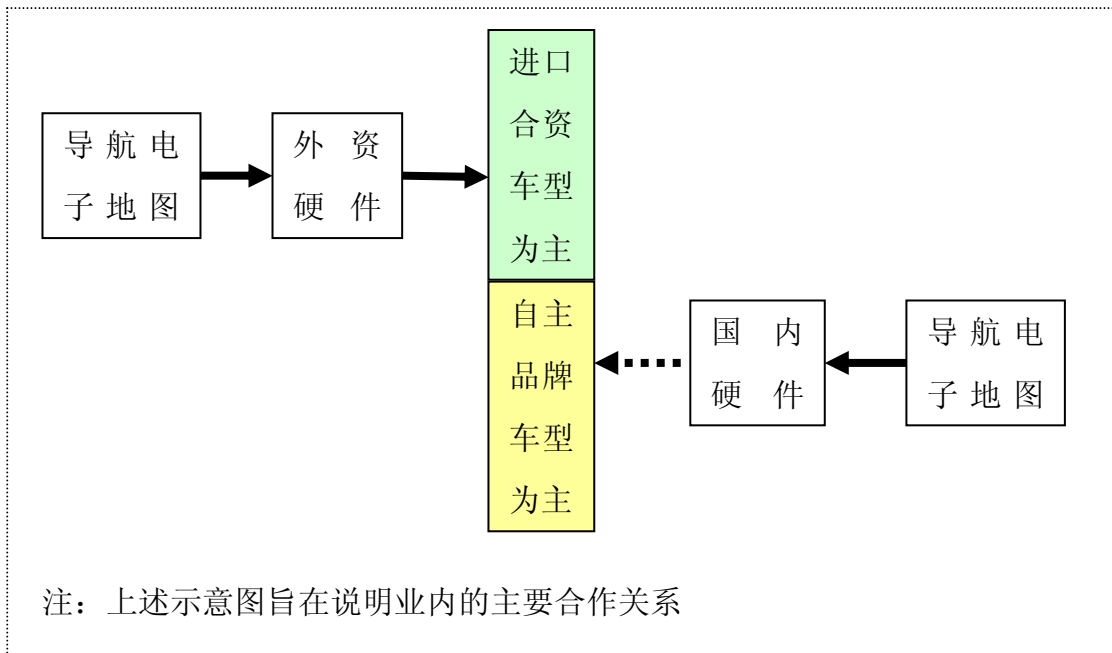 导航电
子地图
外资
硬件
进口
合资
车型
为主
自主
品牌
车型
为主
国内
硬件
导航电
子地图
注：上述示意图旨在说明业内的主要合作关系